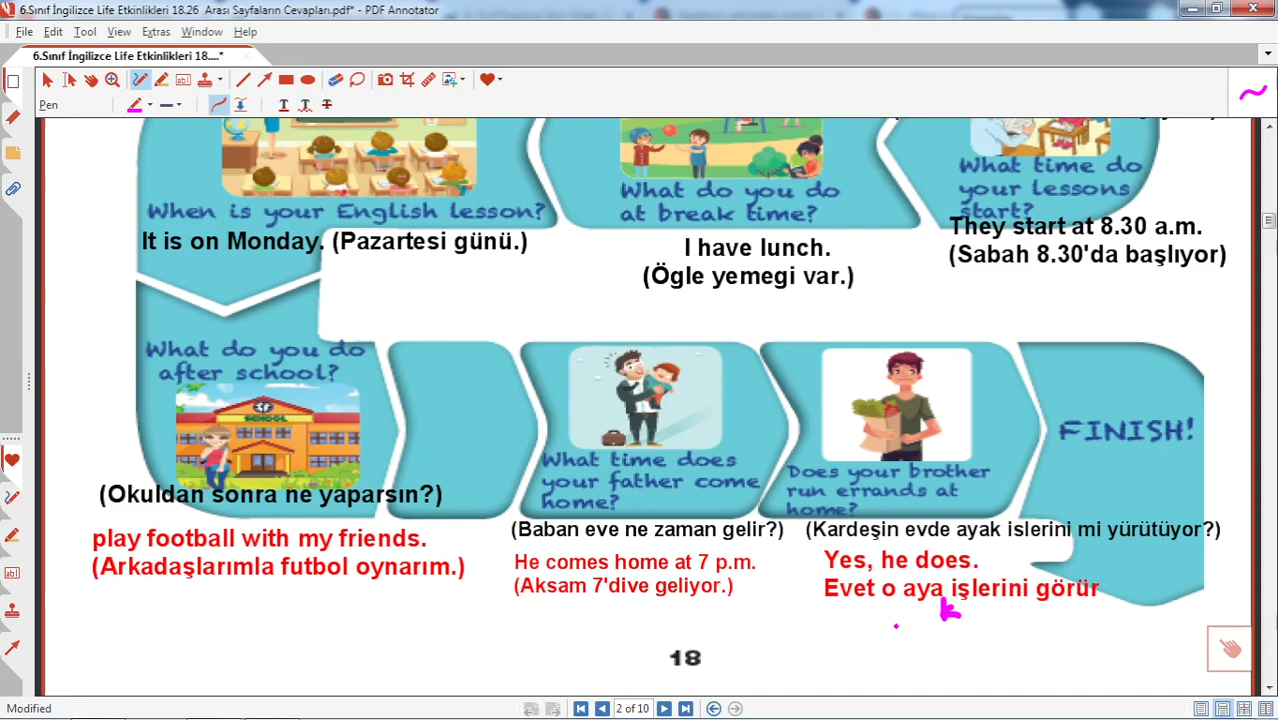 6.Sınıf İngilizce Life Etkinlikleri 18.26 Arası Sayfaların Cevapları.pdf* - PDF Annotator
File Edit Tool View Extras Window Help
6.Sınıf İngilizce Life Etkinlikleri 18....*
Pen
When is your English lesson?
It is on Monday. (Pazartesi günü.)
What do you do
at break time?
I have lunch.
(Ögle yemegi var.)
What time do
your lessons
start?
They start at 8.30 a.m.
(Sabah 8.30'da başlıyor)
What do you do
after school?
SCHOOL
(Okuldan sonra ne yaparsın?)
play football with my friends.
(Arkadaşlarımla futbol oynarım.)
What time does
your father come
home?
(Baban eve ne zaman gelir?)
He comes home at 7 p.m.
(Aksam 7'dive geliyor.)
Does your brother
run errands at
home?
(Kardeşin evde ayak islerini mi yürütüyor?)
Yes, he does.
Evet o aya işlerini görür
k
FINISH!
18
Modified
2 of 10